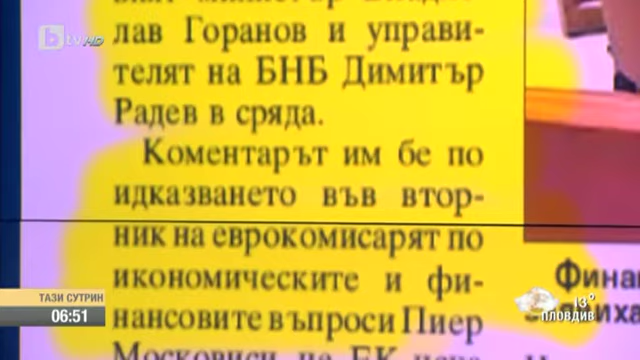 bTV HD
лав Горанов и управи-
телят на БНБ Димитър
Радев в сряда.
Коментарът им бе по
идказването във втор-
ник на еврокомисарят по
икономическите и фи-
нансовите въпроси Пиер
Финан
ТАЗИ СУТРИН
06:51
13°
ПЛОВДИВ